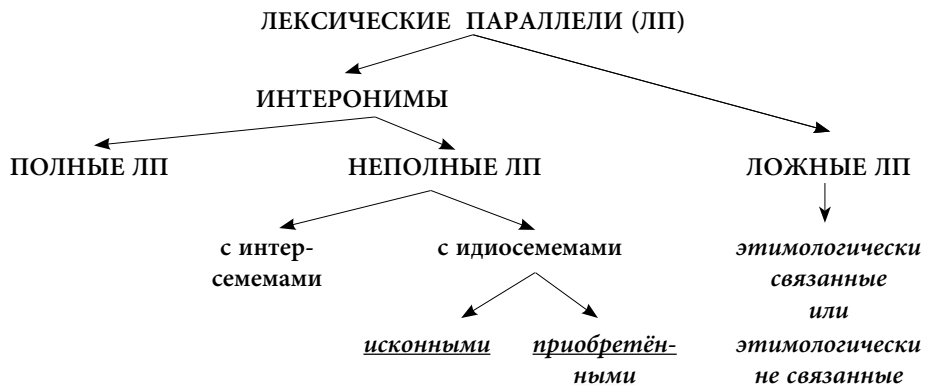 ЛЕКСИЧЕСКИЕ ПАРАЛЛЕЛИ (ЛП)
ИНТЕРОНИМЫ
ПОЛНЫЕ ЛП НЕПОЛНЫЕ ЛП ЛОЖНЫЕ ЛП
с интер-
семемами
с идиосемемами
исконными
приобретён-
ными
этимологически
связанные
или
этимологически
не связанные